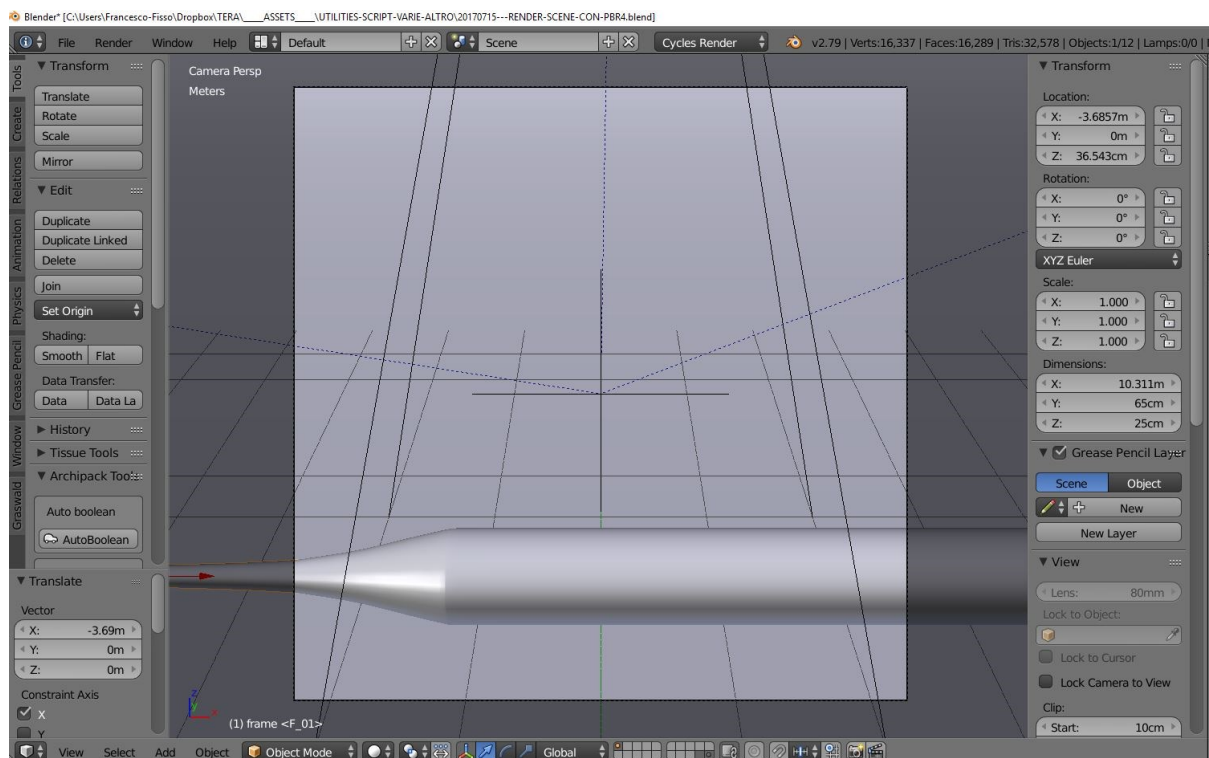 Blender* [C:\Users\Francesco-Fisso\Dropbox\TERA\____ASSETS____\UTILITIES-SCRIPT-VARIE-ALTRO\20170715---RENDER-SCENE-CON-PBR4.blend]
File Render Window Help Default Scene Cycles Render v2.79 | Verts:16,337 | Faces:16,289 | Tris:32,578 | Objects:1/12 | Lamps:0/0 |
Tools
Create
Relations
Animation
Physics
Grease Pencil
Window
Graswald
Transform
Translate
Rotate
Scale
Mirror
Edit
Duplicate
Duplicate Linked
Delete
Join
Set Origin
Shading:
Smooth Flat
Data Transfer:
Data Data La
History
Tissue Tools
Archipack Tools
Auto boolean
AutoBoolean
Translate
Vector
X: -3.69m
Y: 0m
Z: 0m
Constraint Axis
X
Y
Camera Persp
Meters
z
x
(1) frame <F_01>
Transform
Location:
X: -3.6857m
Y: 0m
Z: 36.543cm
Rotation:
X: 0°
Y: 0°
Z: 0°
XYZ Euler
Scale:
X: 1.000
Y: 1.000
Z: 1.000
Dimensions:
X: 10.311m
Y: 65cm
Z: 25cm
Grease Pencil Layer
Scene Object
New
New Layer
View
Lens: 80mm
Lock to Object:
Lock to Cursor
Lock Camera to View
Clip:
Start: 10cm
View Select Add Object Object Mode Global